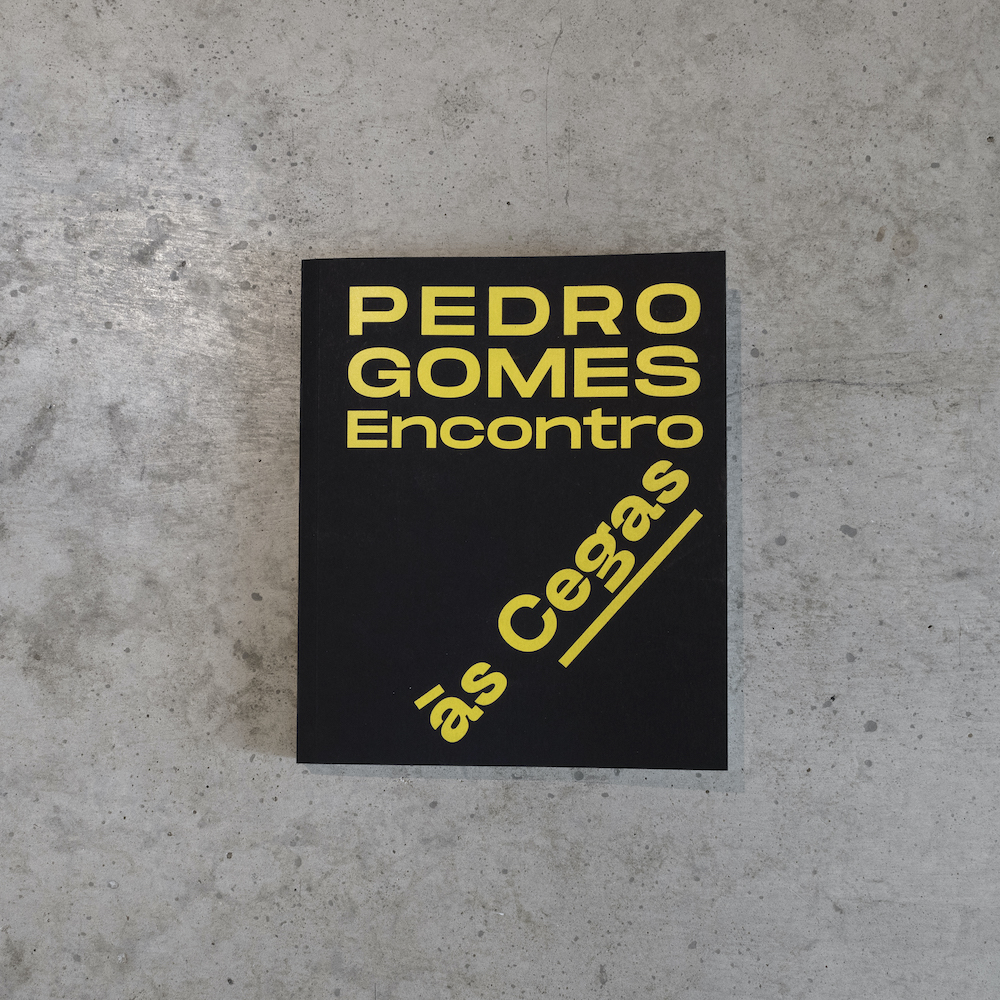 PEDRO
GOMES
Encontro
às Cegas